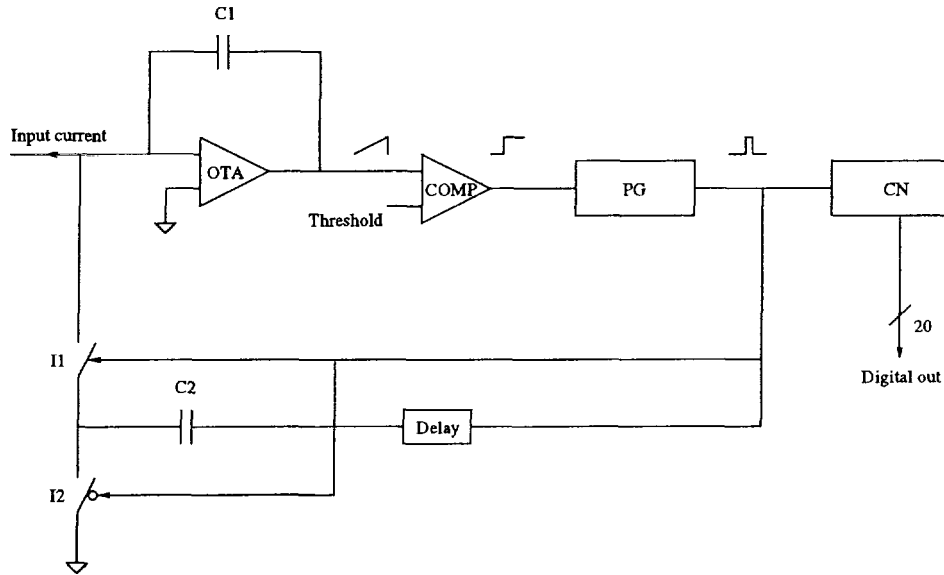 C1
Input current
OTA
COMP
Threshold
PG
CN
20
Digital out
I1
C2
Delay
I2